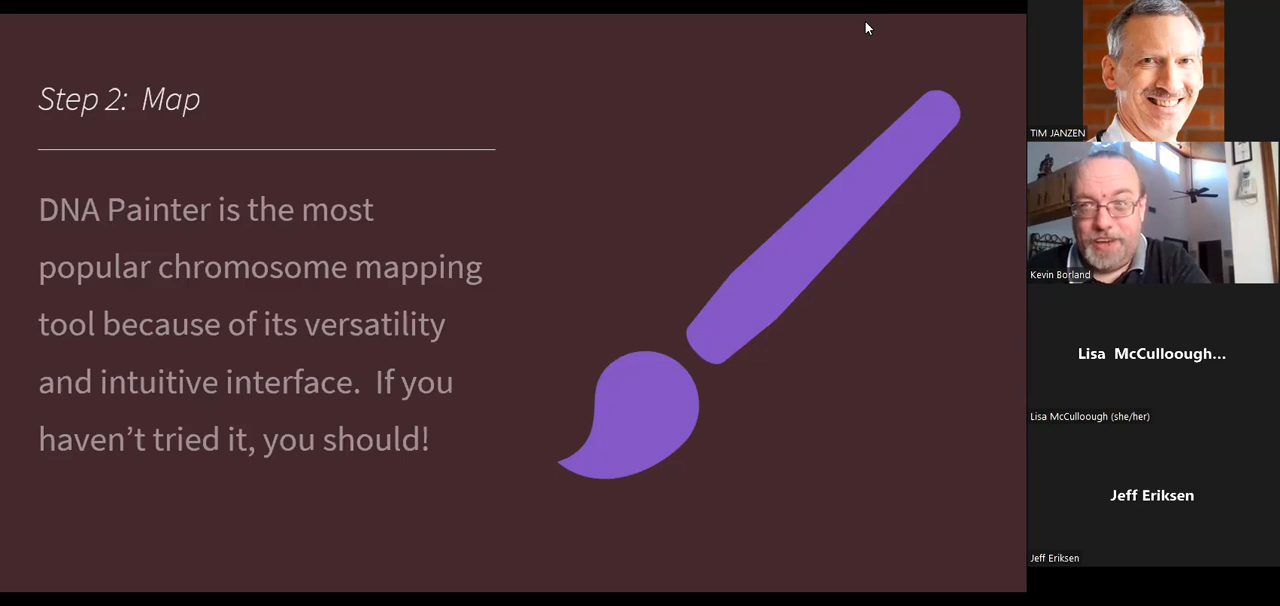 Step 2:  Map
DNA Painter is the most
popular chromosome mapping
tool because of its versatility
and intuitive interface.  If you
haven’t tried it, you should!
TIM JANZEN
Kevin Borland
Lisa  McCulloough...
Lisa McCulloough (she/her)
Jeff Eriksen
Jeff Eriksen